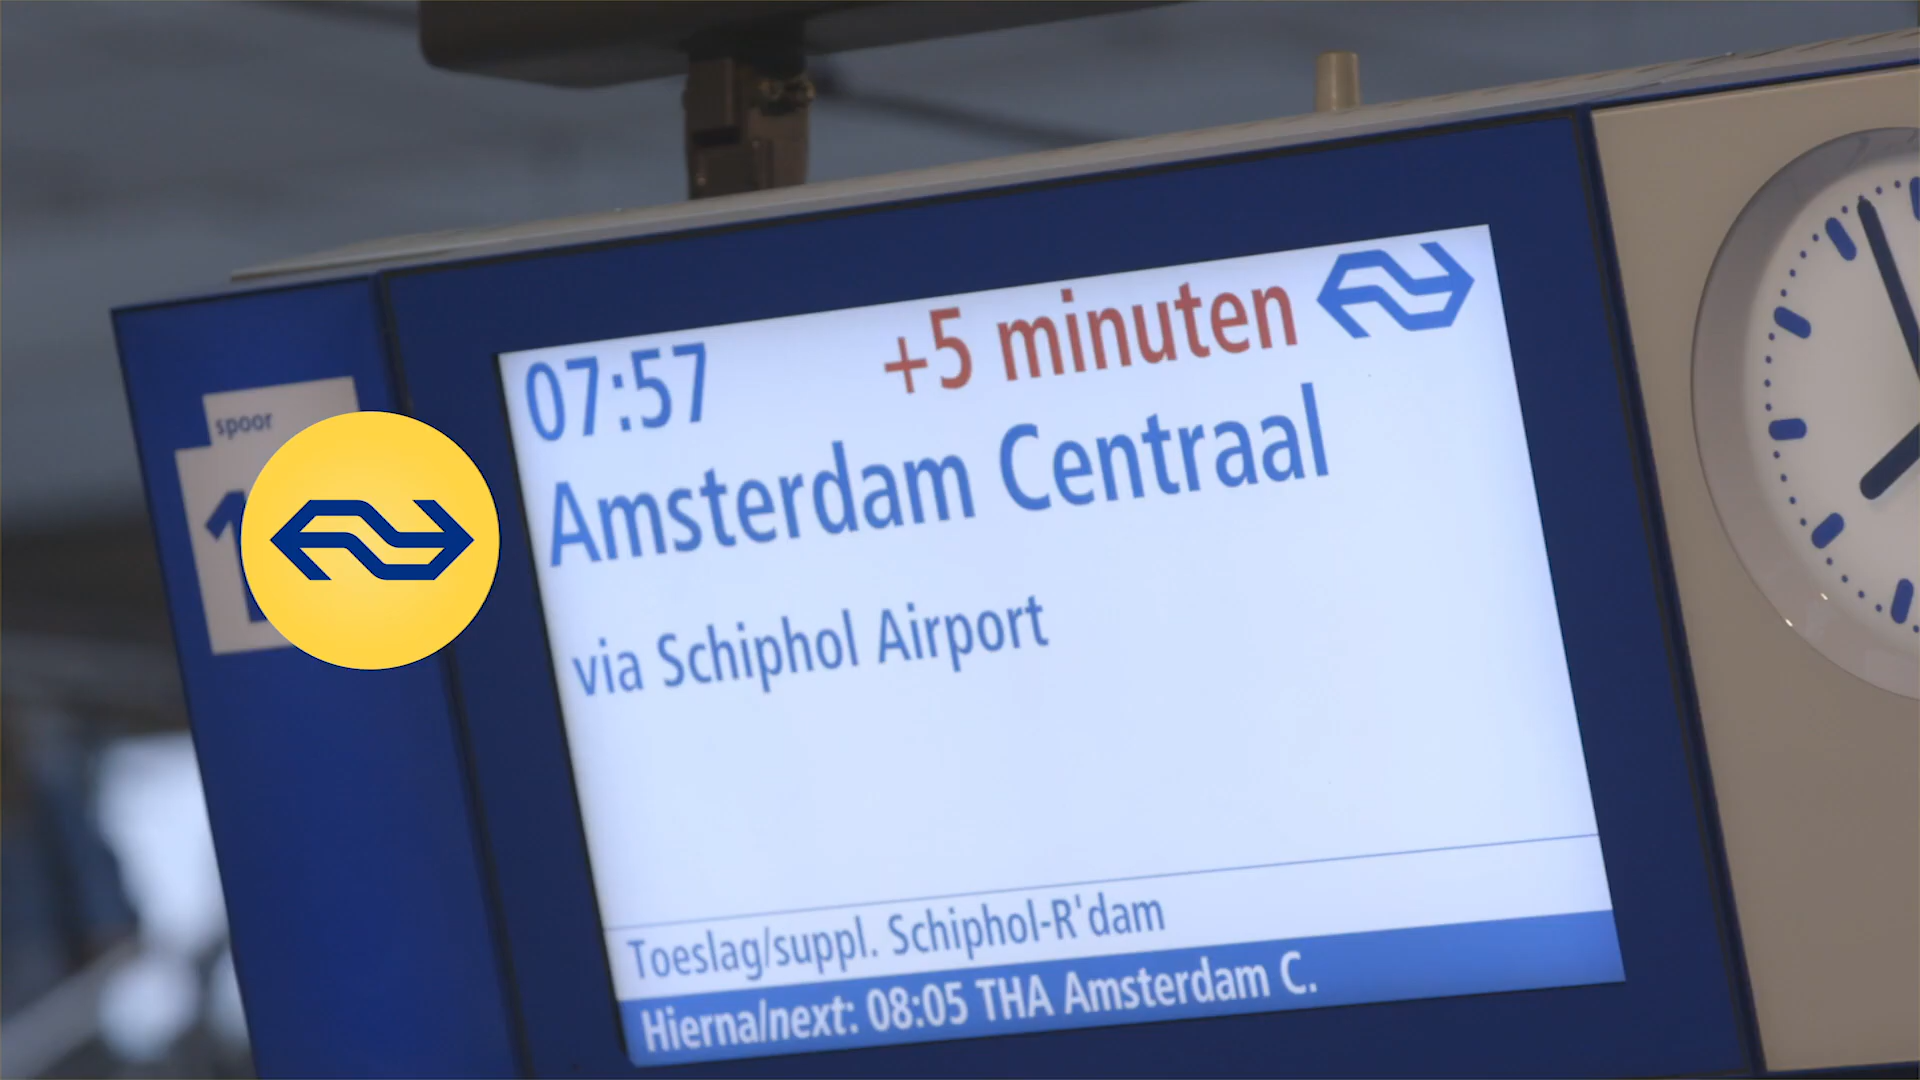 spoor
1
07:57 +5 minuten
Amsterdam Centraal
via Schiphol Airport
Toeslag/suppl. Schiphol-R'dam
Hierna/next: 08:05 THA Amsterdam C.